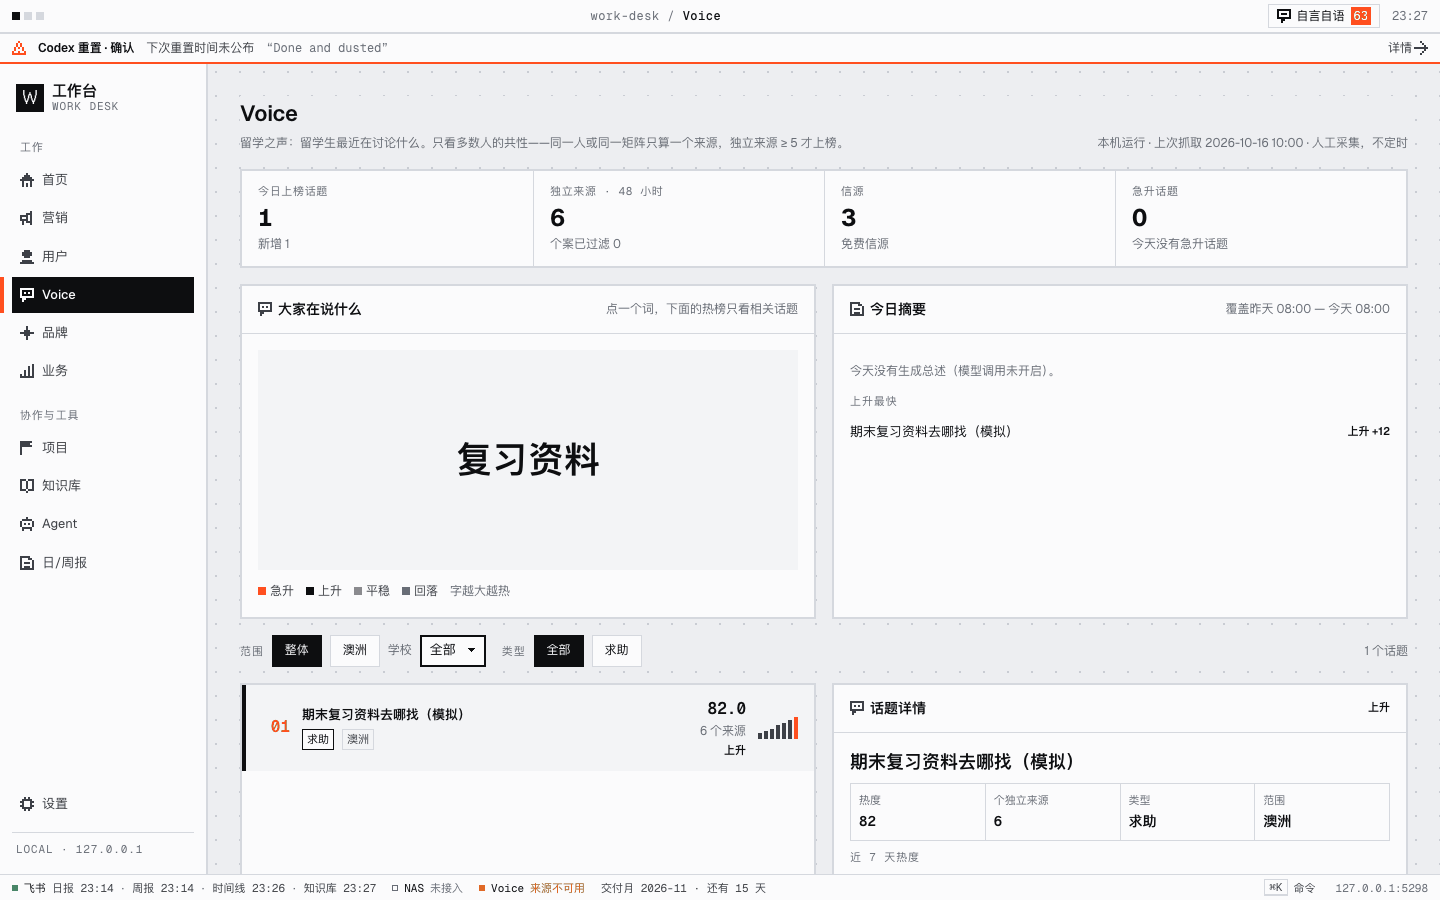 work-desk / Voice
自言自语 63
23:27
Codex 重置·确认 下次重置时间未公布 “Done and dusted”
详情
W
工作台
WORK DESK
工作
首页
营销
用户
Voice
品牌
业务
协作与工具
项目
知识库
Agent
日/周报
设置
LOCAL · 127.0.0.1
Voice
留学之声：留学生最近在讨论什么。只看多数人的共性——同一人或同一矩阵只算一个来源，独立来源 ≥ 5 才上榜。
本机运行 · 上次抓取 2026-10-16 10:00 · 人工采集，不定时
今日上榜话题
1
新增 1
独立来源 · 48 小时
6
个案已过滤 0
信源
3
免费信源
急升话题
0
今天没有急升话题
大家在说什么
点一个词，下面的热榜只看相关话题
复习资料
急升 上升 平稳 回落 字越大越热
今日摘要
覆盖昨天 08:00 — 今天 08:00
今天没有生成总述（模型调用未开启）。
上升最快
期末复习资料去哪找（模拟）
上升 +12
范围 整体 澳洲 学校 全部 类型 全部 求助
1 个话题
01
期末复习资料去哪找（模拟）
求助 澳洲
82.0
6 个来源
上升
话题详情
上升
期末复习资料去哪找（模拟）
热度
82
个独立来源
6
类型
求助
范围
澳洲
近 7 天热度
飞书 日报 23:14 · 周报 23:14 · 时间线 23:26 · 知识库 23:27
NAS 未接入
Voice 来源不可用
交付月 2026-11 · 还有 15 天
⌘K 命令
127.0.0.1:5298